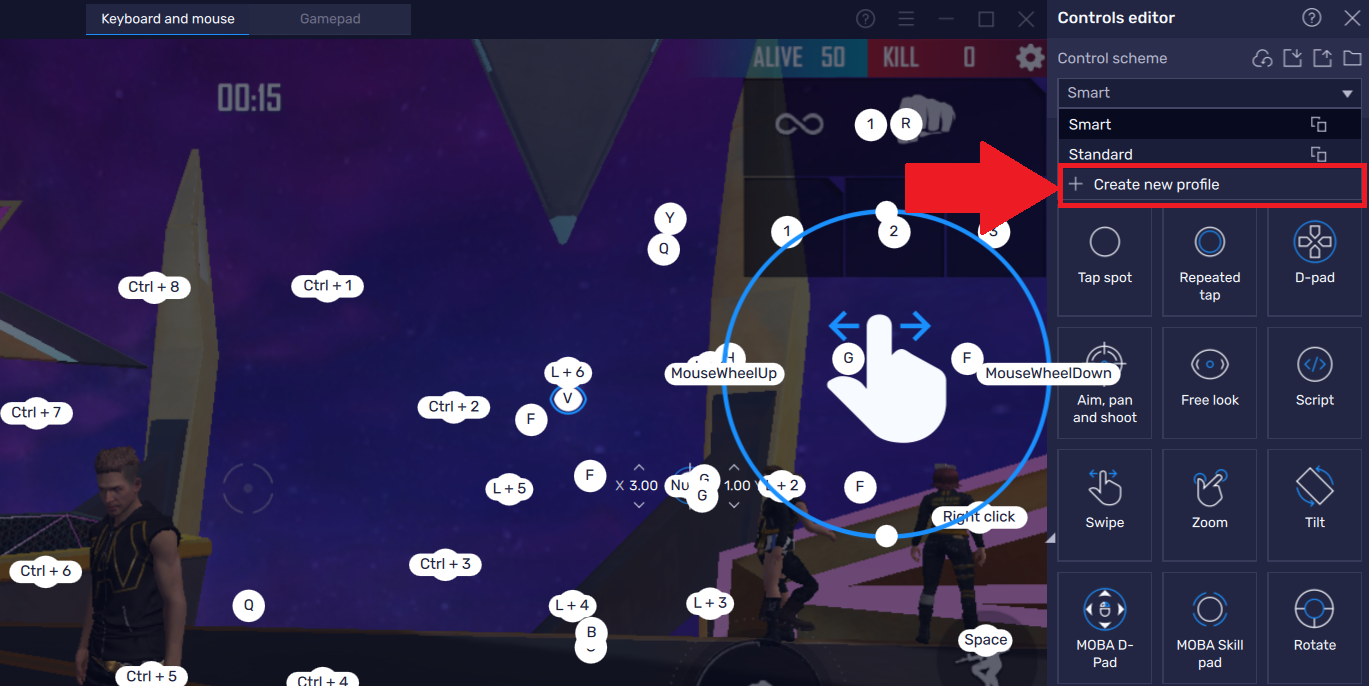 Keyboard and mouse
Gamepad
Controls editor
Control scheme
Smart
Smart
Standard
Create new profile
ALIVE 50
KILL 0
00:15
1
R
Y
Q
1
2
3
Ctrl + 8
Ctrl + 1
H
MouseWheelUp
G
F
MouseWheelDown
L + 6
V
Ctrl + 7
Ctrl + 2
F
F
X 3.00
Nu
G
G
1.00
L + 2
F
L + 5
Right click
Ctrl + 3
Ctrl + 6
Q
L + 4
L + 3
B
Space
Ctrl + 5
Ctrl + 4
Tap spot
Repeated
tap
D-pad
Aim, pan
and shoot
Free look
Script
Swipe
Zoom
Tilt
MOBA D-
Pad
MOBA Skill
pad
Rotate